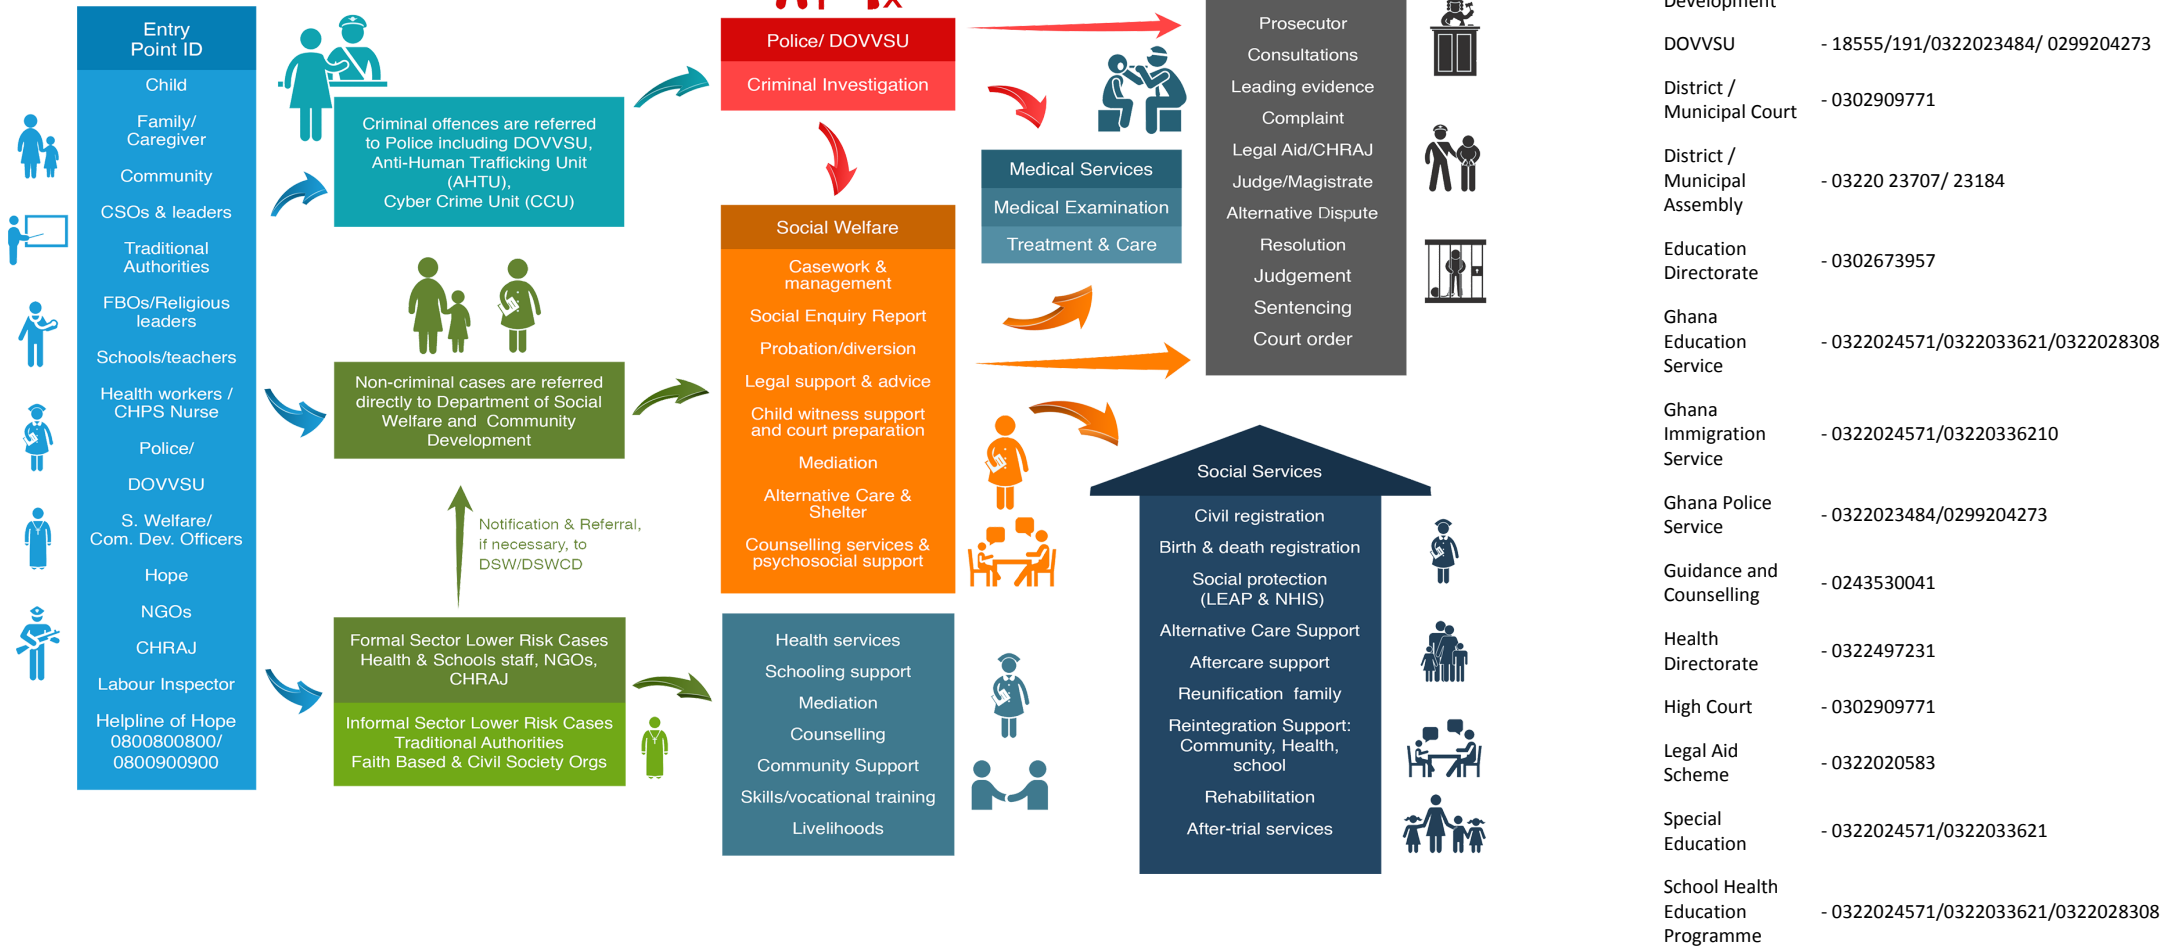 Entry
Point ID
Child
Family/
Caregiver
Community
CSOs & leaders
Traditional
Authorities
FBOs/Religious
leaders
Schools/teachers
Health workers /
CHPS Nurse
Police/
DOVVSU
S. Welfare/
Com. Dev. Officers
Hope
NGOs
CHRAJ
Labour Inspector
Helpline of Hope
0800800800/
0800900900
Criminal offences are referred
to Police including DOVVSU,
Anti-Human Trafficking Unit
(AHTU),
Cyber Crime Unit (CCU)
Non-criminal cases are referred
directly to Department of Social
Welfare and Community
Development
Notification & Referral,
if necessary, to
DSW/DSWCD
Formal Sector Lower Risk Cases
Health & Schools staff, NGOs,
CHRAJ
Informal Sector Lower Risk Cases
Traditional Authorities
Faith Based & Civil Society Orgs
Police/ DOVVSU
Criminal Investigation
Social Welfare
Casework &
management
Social Enquiry Report
Probation/diversion
Legal support & advice
Child witness support
and court preparation
Mediation
Alternative Care &
Shelter
Counselling services &
psychosocial support
Health services
Schooling support
Mediation
Counselling
Community Support
Skills/vocational training
Livelihoods
Medical Services
Medical Examination
Treatment & Care
Prosecutor
Consultations
Leading evidence
Complaint
Legal Aid/CHRAJ
Judge/Magistrate
Alternative Dispute
Resolution
Judgement
Sentencing
Court order
Social Services
Civil registration
Birth & death registration
Social protection
(LEAP & NHIS)
Alternative Care Support
Aftercare support
Reunification family
Reintegration Support:
Community, Health,
school
Rehabilitation
After-trial services
Development
DOVVSU - 18555/191/0322023484/ 0299204273
District /
Municipal Court - 0302909771
District /
Municipal - 03220 23707/ 23184
Assembly
Education
Directorate - 0302673957
Ghana
Education - 0322024571/0322033621/0322028308
Service
Ghana
Immigration - 0322024571/03220336210
Service
Ghana Police
Service - 0322023484/0299204273
Guidance and
Counselling - 0243530041
Health
Directorate - 0322497231
High Court - 0302909771
Legal Aid
Scheme - 0322020583
Special
Education - 0322024571/0322033621
School Health
Education - 0322024571/0322033621/0322028308
Programme